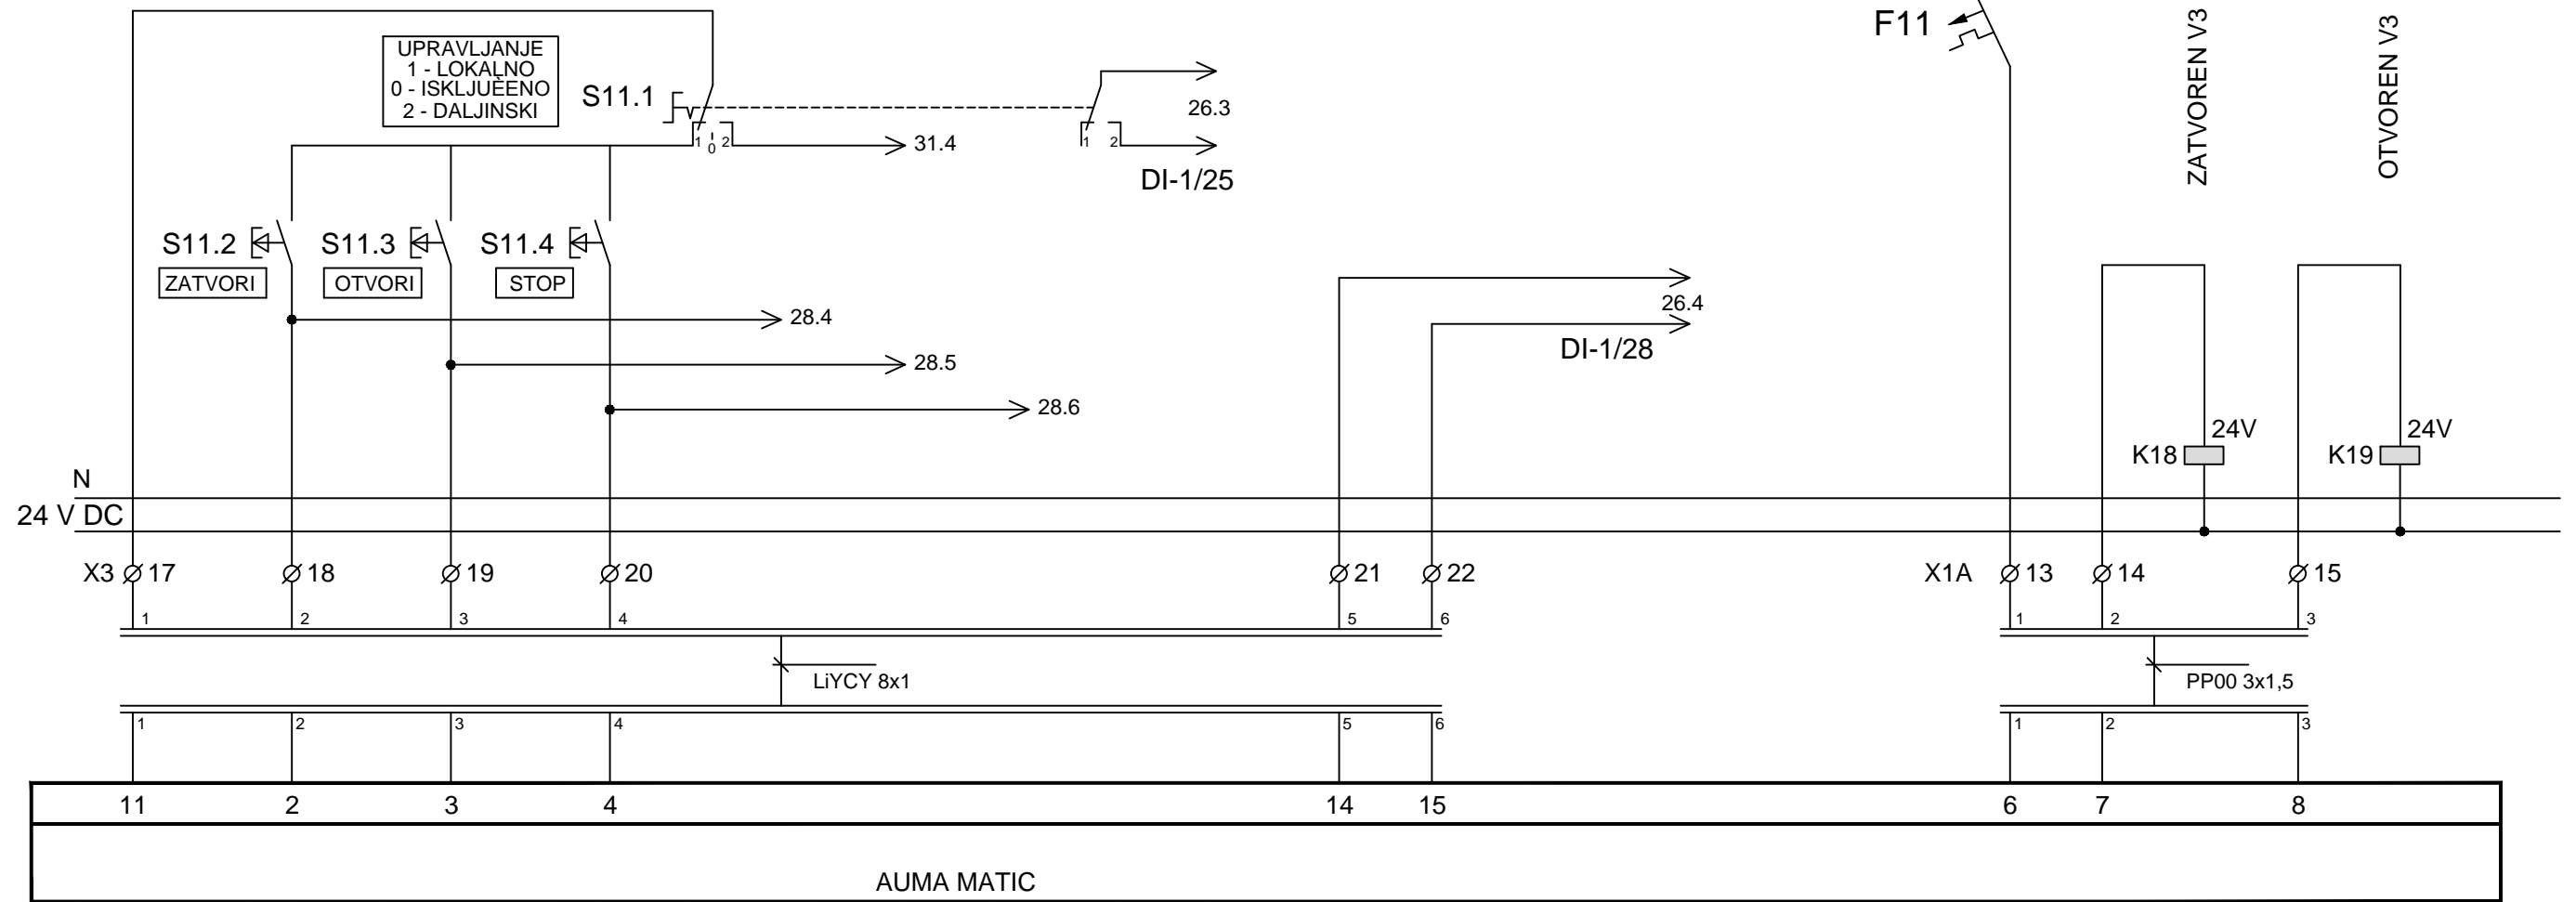 F11
ZATVOREN V3
OTVOREN V3
UPRAVLJANJE
1 - LOKALNO
0 - ISKLJUÈENO
2 - DALJINSKI
S11.1
26.3
1 0 2
31.4
1 2
DI-1/25
S11.2
S11.3
S11.4
ZATVORI
OTVORI
STOP
28.4
26.4
DI-1/28
28.5
28.6
24V
24V
K18
K19
N
24 V DC
X3 17 18 19 20 21 22 X1A 13 14 15
1 2 3 4 5 6 1 2 3
LiYCY 8x1
PP00 3x1,5
1 2 3 4 5 6 1 2 3
11 2 3 4 14 15 6 7 8
AUMA MATIC